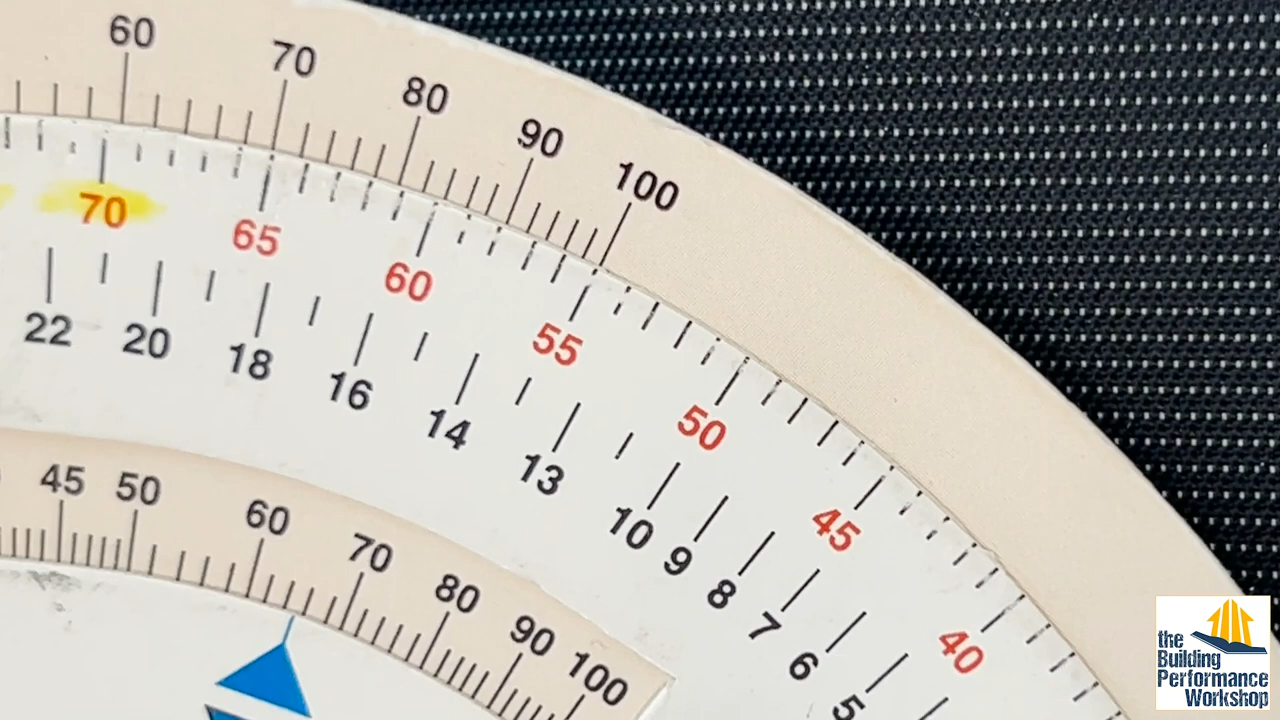 60 70 80 90 100
70 65 60 55 50 45 40
22 20 18 16 14 13 10 9 8 7 6 5
45 50 60 70 80 90 100
the
Building
Performance
Workshop